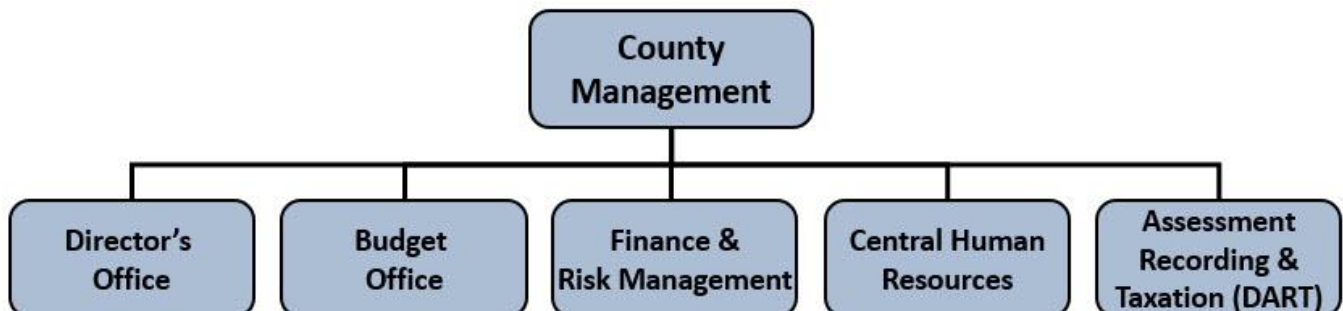 County
Management
Director's
Office
Budget
Office
Finance &
Risk Management
Central Human
Resources
Assessment
Recording &
Taxation (DART)